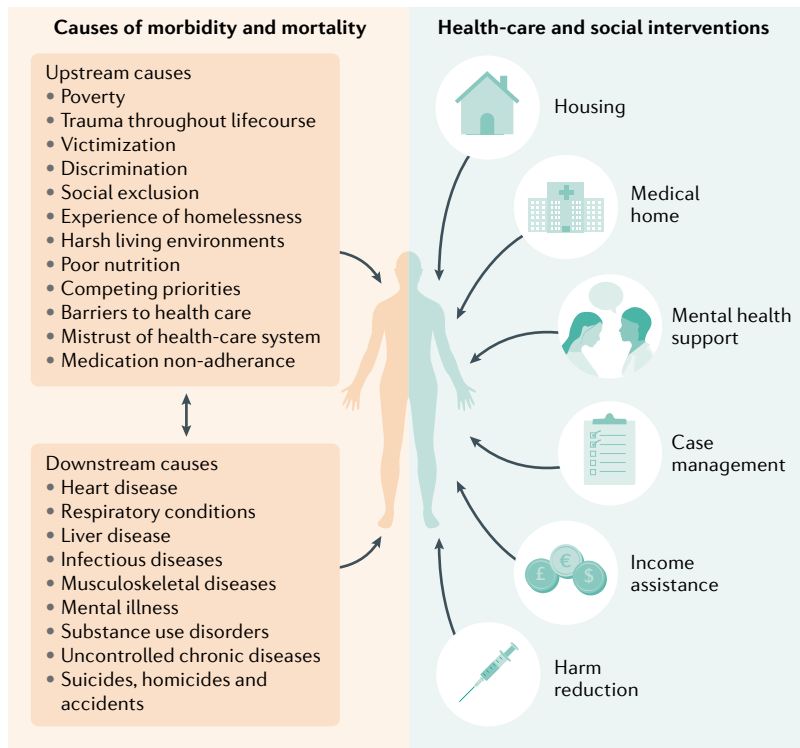 Causes of morbidity and mortality
Upstream causes
• Poverty
• Trauma throughout lifecourse
• Victimization
• Discrimination
• Social exclusion
• Experience of homelessness
• Harsh living environments
• Poor nutrition
• Competing priorities
• Barriers to health care
• Mistrust of health-care system
• Medication non-adherance
Downstream causes
• Heart disease
• Respiratory conditions
• Liver disease
• Infectious diseases
• Musculoskeletal diseases
• Mental illness
• Substance use disorders
• Uncontrolled chronic diseases
• Suicides, homicides and
accidents
Health-care and social interventions
Housing
Medical
home
Mental health
support
Case
management
£ € $
Income
assistance
Harm
reduction